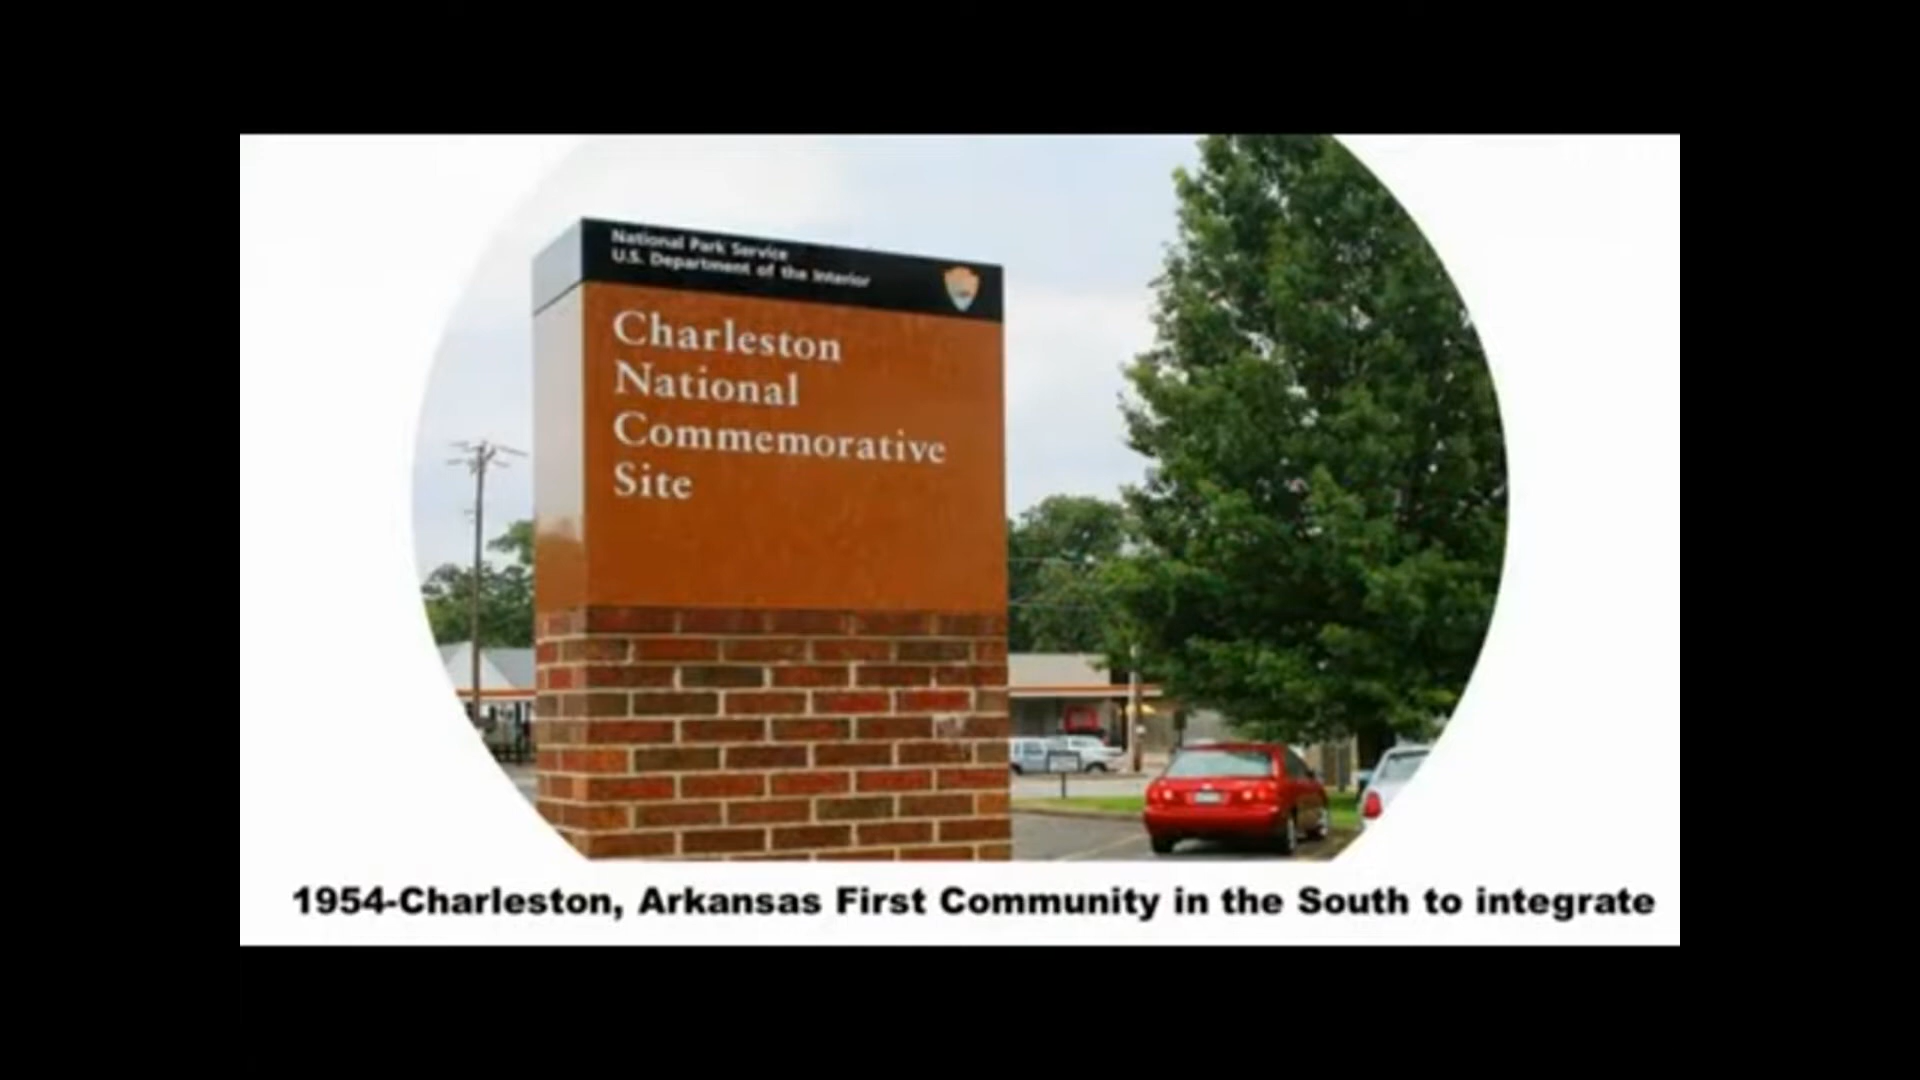 National Park Service
U.S. Department of the Interior
Charleston
National
Commemorative
Site
1954-Charleston, Arkansas First Community in the South to integrate